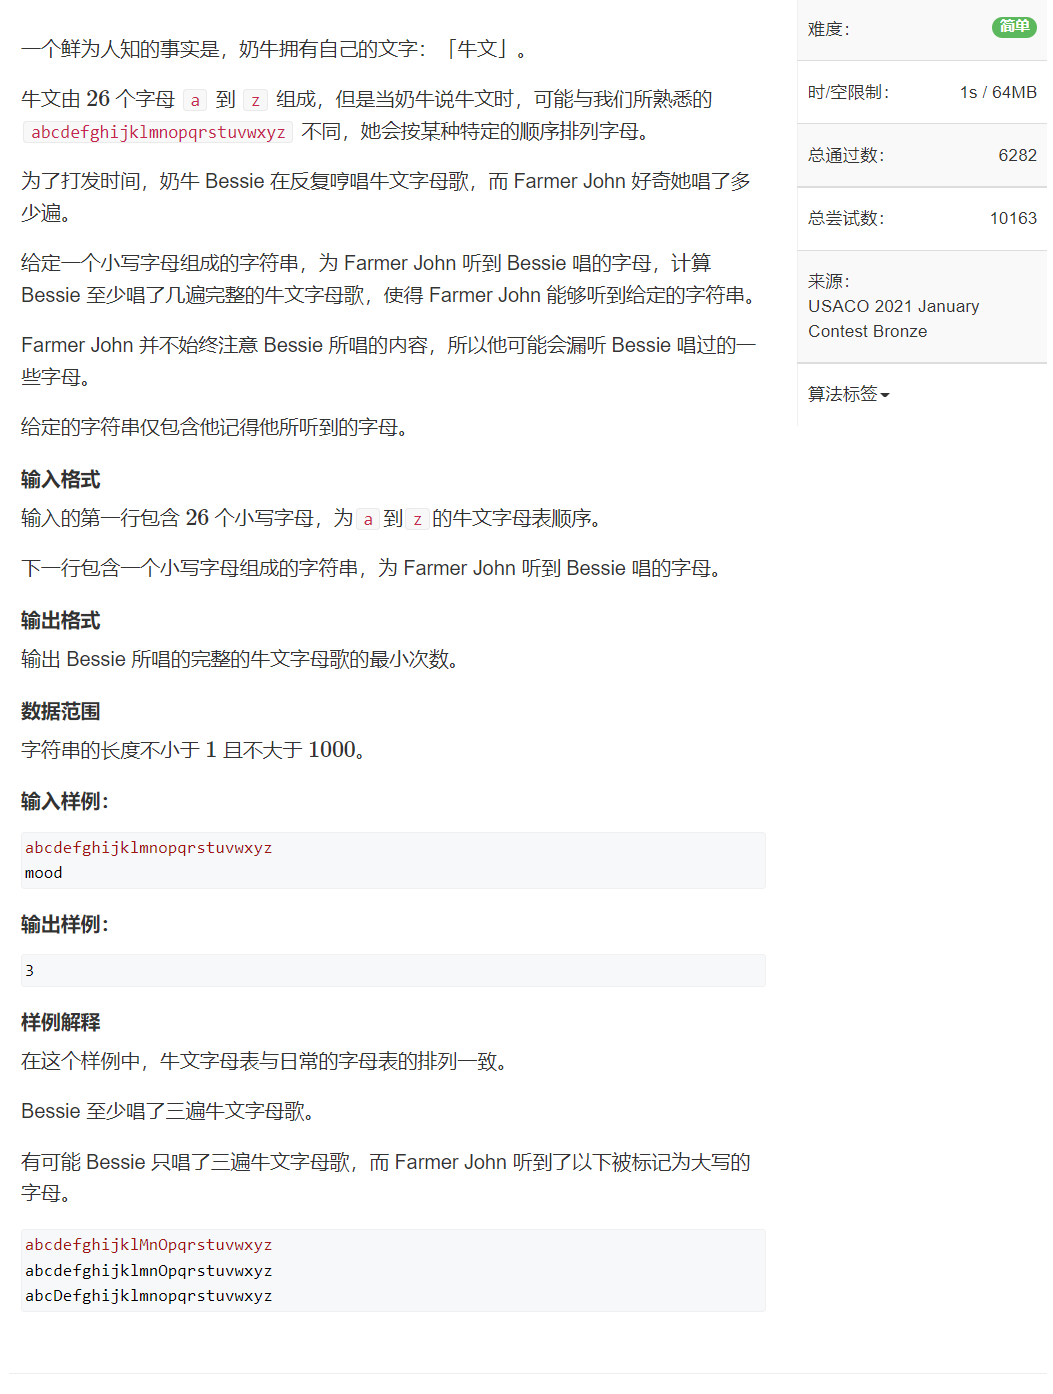 一个鲜为人知的事实是，奶牛拥有自己的文字：「牛文」。
牛文由 26 个字母 a 到 z 组成，但是当奶牛说牛文时，可能与我们所熟悉的
abcdefghijklmnopqrstuvwxyz 不同，她会按某种特定的顺序排列字母。
为了打发时间，奶牛 Bessie 在反复哼唱牛文字母歌，而 Farmer John 好奇她唱了多
少遍。
给定一个小写字母组成的字符串，为 Farmer John 听到 Bessie 唱的字母，计算
Bessie 至少唱了几遍完整的牛文字母歌，使得 Farmer John 能够听到给定的字符串。
Farmer John 并不始终注意 Bessie 所唱的内容，所以他可能会漏听 Bessie 唱过的一
些字母。
给定的字符串仅包含他记得他所听到的字母。
输入格式
输入的第一行包含 26 个小写字母，为 a 到 z 的牛文字母表顺序。
下一行包含一个小写字母组成的字符串，为 Farmer John 听到 Bessie 唱的字母。
输出格式
输出 Bessie 所唱的完整的牛文字母歌的最小次数。
数据范围
字符串的长度不小于 1 且不大于 1000。
输入样例：
abcdefghijklmnopqrstuvwxyz
mood
输出样例：
3
样例解释
在这个样例中，牛文字母表与日常的字母表的排列一致。
Bessie 至少唱了三遍牛文字母歌。
有可能 Bessie 只唱了三遍牛文字母歌，而 Farmer John 听到了以下被标记为大写的
字母。
abcdefghijklMnOpqrstuvwxyz
abcdefghijklmnOpqrstuvwxyz
abcDefghijklmnopqrstuvwxyz
难度： 简单
时/空限制： 1s / 64MB
总通过数： 6282
总尝试数： 10163
来源：
USACO 2021 January
Contest Bronze
算法标签